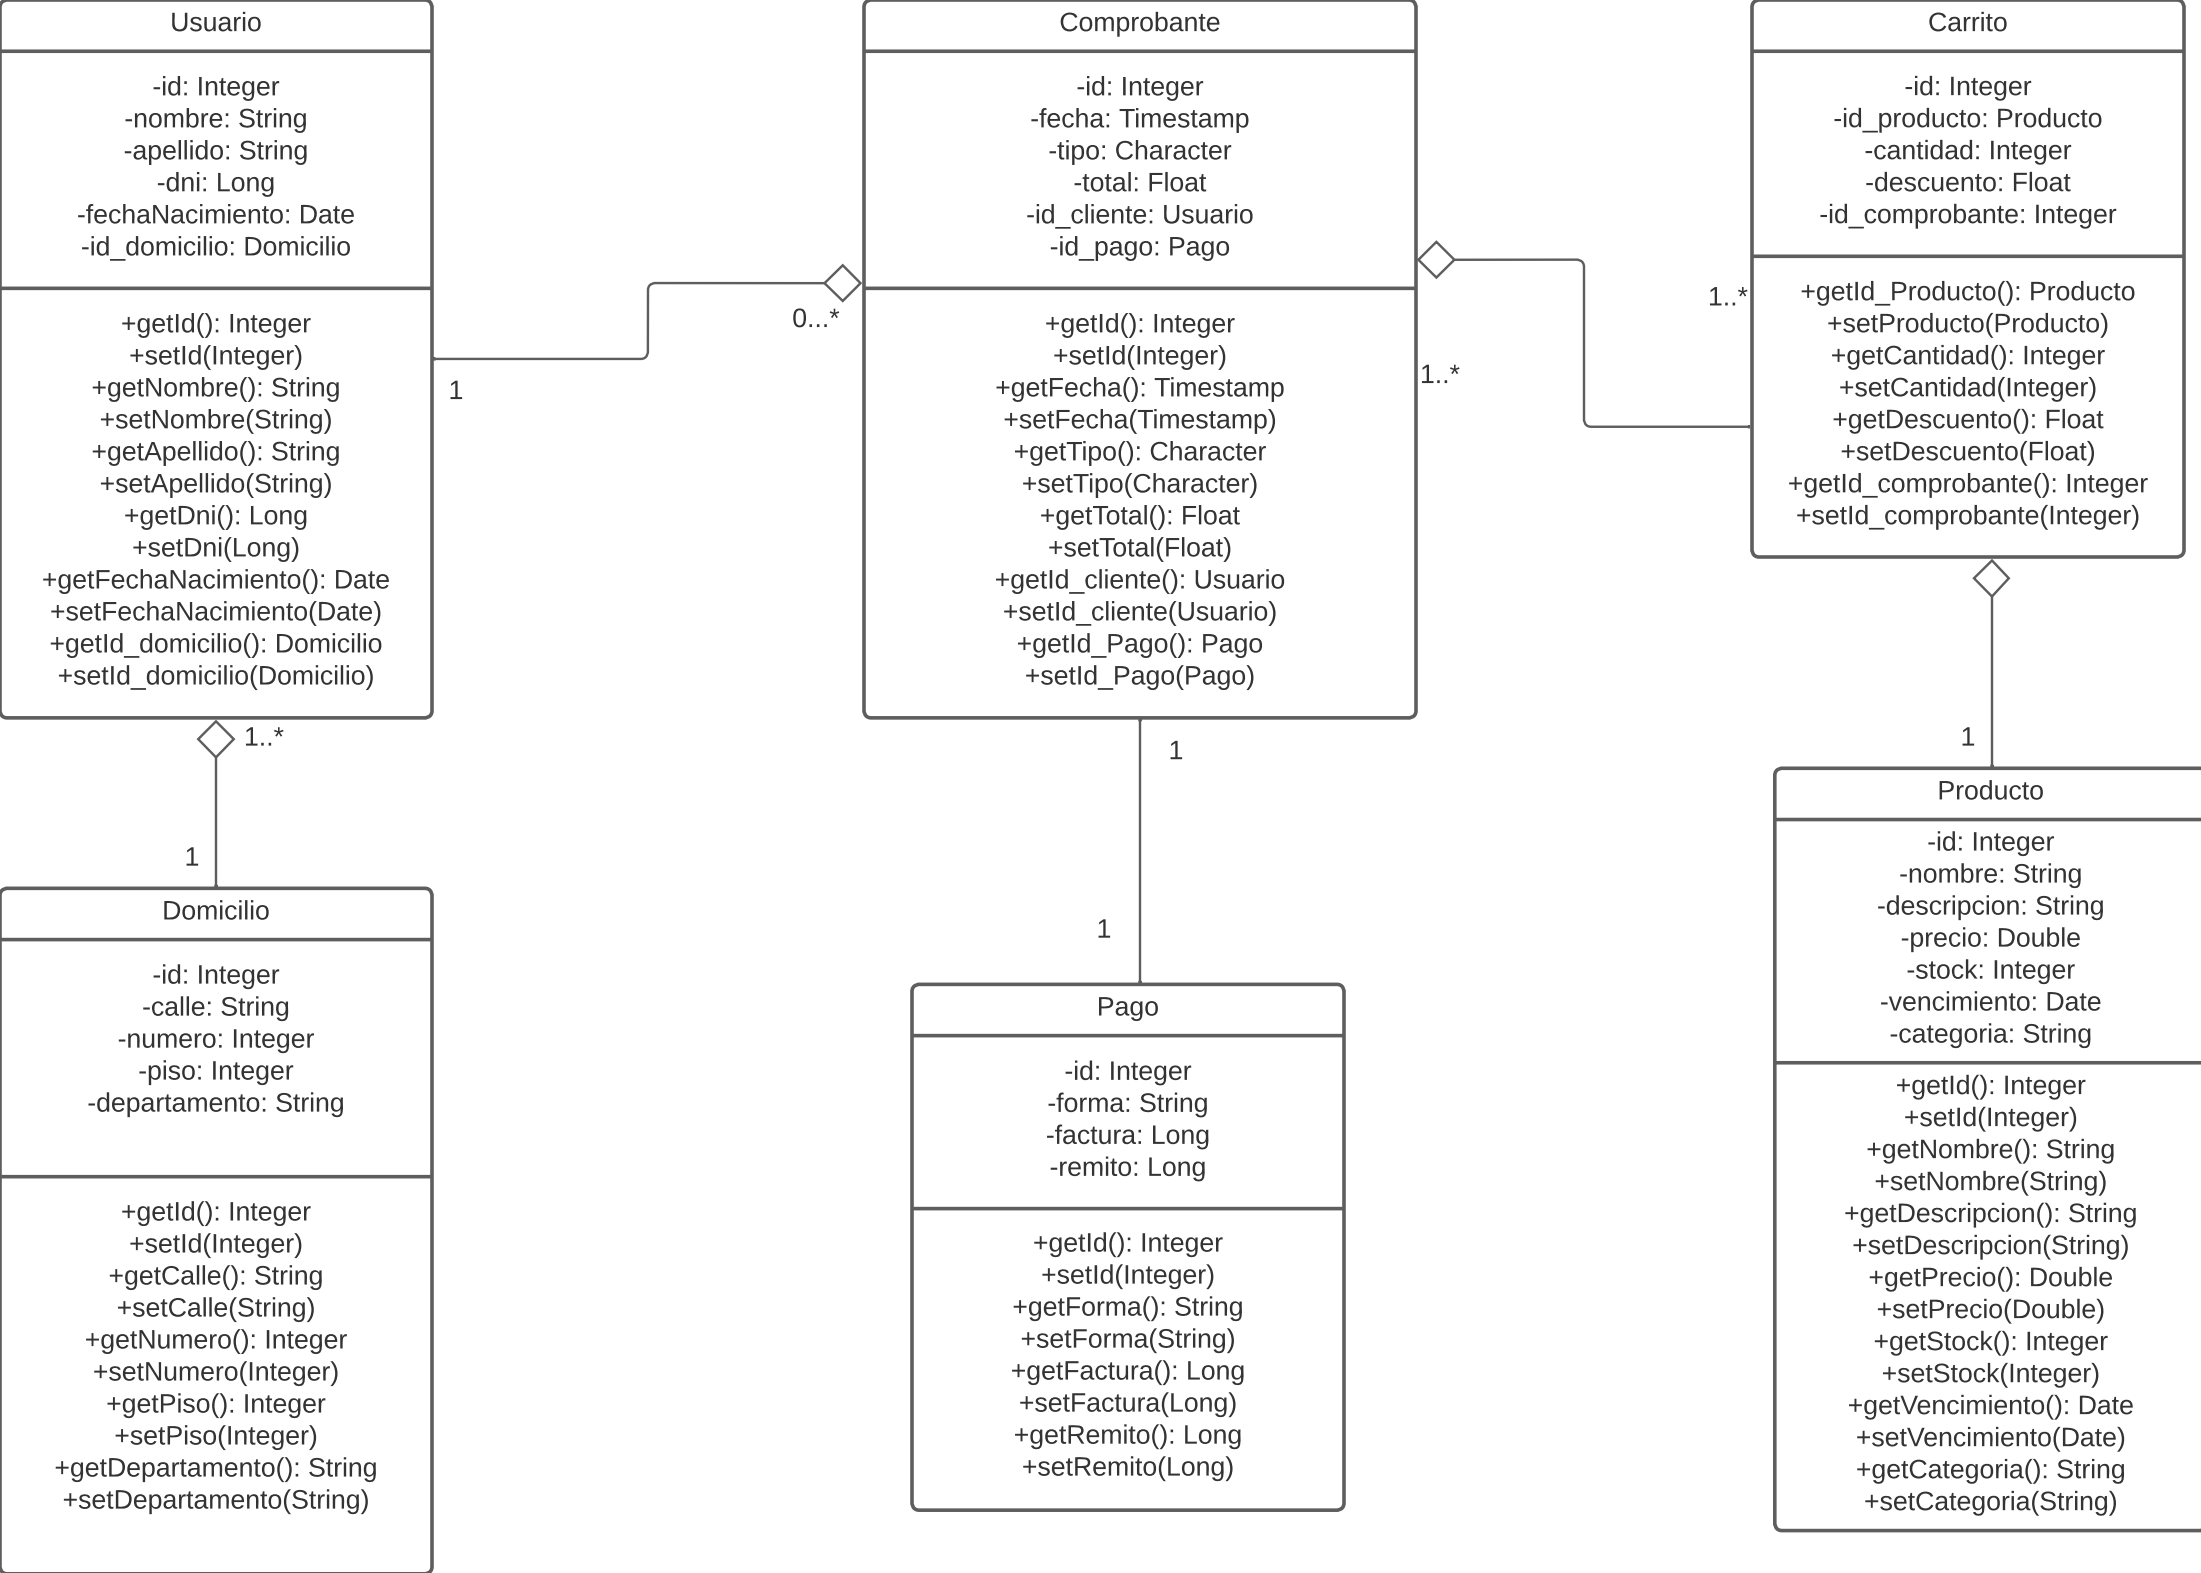 Usuario
-id: Integer
-nombre: String
-apellido: String
-dni: Long
-fechaNacimiento: Date
-id_domicilio: Domicilio
+getId(): Integer
+setId(Integer)
+getNombre(): String
+setNombre(String)
+getApellido(): String
+setApellido(String)
+getDni(): Long
+setDni(Long)
+getFechaNacimiento(): Date
+setFechaNacimiento(Date)
+getId_domicilio(): Domicilio
+setId_domicilio(Domicilio)
1
0...*
1..*
1
Domicilio
-id: Integer
-calle: String
-numero: Integer
-piso: Integer
-departamento: String
+getId(): Integer
+setId(Integer)
+getCalle(): String
+setCalle(String)
+getNumero(): Integer
+setNumero(Integer)
+getPiso(): Integer
+setPiso(Integer)
+getDepartamento(): String
+setDepartamento(String)
Comprobante
-id: Integer
-fecha: Timestamp
-tipo: Character
-total: Float
-id_cliente: Usuario
-id_pago: Pago
+getId(): Integer
+setId(Integer)
+getFecha(): Timestamp
+setFecha(Timestamp)
+getTipo(): Character
+setTipo(Character)
+getTotal(): Float
+setTotal(Float)
+getId_cliente(): Usuario
+setId_cliente(Usuario)
+getId_Pago(): Pago
+setId_Pago(Pago)
1..*
1..*
1
1
Pago
-id: Integer
-forma: String
-factura: Long
-remito: Long
+getId(): Integer
+setId(Integer)
+getForma(): String
+setForma(String)
+getFactura(): Long
+setFactura(Long)
+getRemito(): Long
+setRemito(Long)
Carrito
-id: Integer
-id_producto: Producto
-cantidad: Integer
-descuento: Float
-id_comprobante: Integer
+getId_Producto(): Producto
+setProducto(Producto)
+getCantidad(): Integer
+setCantidad(Integer)
+getDescuento(): Float
+setDescuento(Float)
+getId_comprobante(): Integer
+setId_comprobante(Integer)
1
Producto
-id: Integer
-nombre: String
-descripcion: String
-precio: Double
-stock: Integer
-vencimiento: Date
-categoria: String
+getId(): Integer
+setId(Integer)
+getNombre(): String
+setNombre(String)
+getDescripcion(): String
+setDescripcion(String)
+getPrecio(): Double
+setPrecio(Double)
+getStock(): Integer
+setStock(Integer)
+getVencimiento(): Date
+setVencimiento(Date)
+getCategoria(): String
+setCategoria(String)